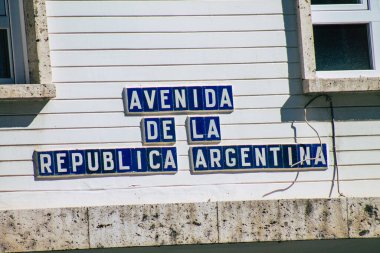 AVENIDA
DE LA
REPUBLICA ARGENTINA